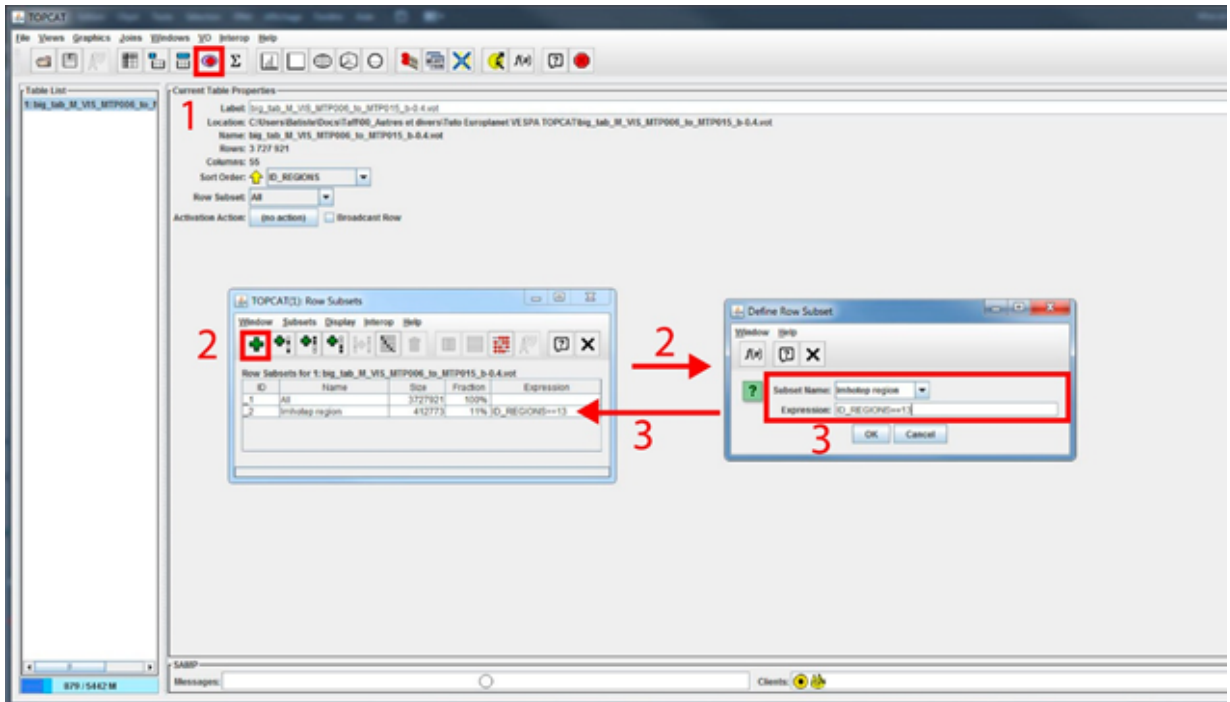 TOPCAT
File Views Graphics Joins Windows VO Interop Help
Table List
Current Table Properties
1: big_tab_M_VIS_MTP006_to_M
1
Label: big_tab_M_VIS_MTP006_to_MTP015_b-0.4.vot
Location: C:\Users\Batiste\Docs\Taff\00_Autres et divers\Tuto Europlanet VESPA TOPCAT\big_tab_M_VIS_MTP006_to_MTP015_b-0.4.vot
Name: big_tab_M_VIS_MTP006_to_MTP015_b-0.4.vot
Rows: 3 727 921
Columns: 55
Sort Order: ID_REGIONS
Row Subset: All
Activation Action: (no action) Broadcast Row
TOPCAT(1): Row Subsets
Window Subsets Display Interop Help
2
Row Subsets for 1: big_tab_M_VIS_MTP006_to_MTP015_b-0.4.vot
ID Name Size Fraction Expression
_1 All 3727921 100%
_2 Imhotep region 412773 11% ID_REGIONS==13
2
3
Define Row Subset
Window Help
f(x)
Subset Name: Imhotep region
Expression: ID_REGIONS==13
3
OK Cancel
SAMP
879 / 5442 M
Messages: Clients: